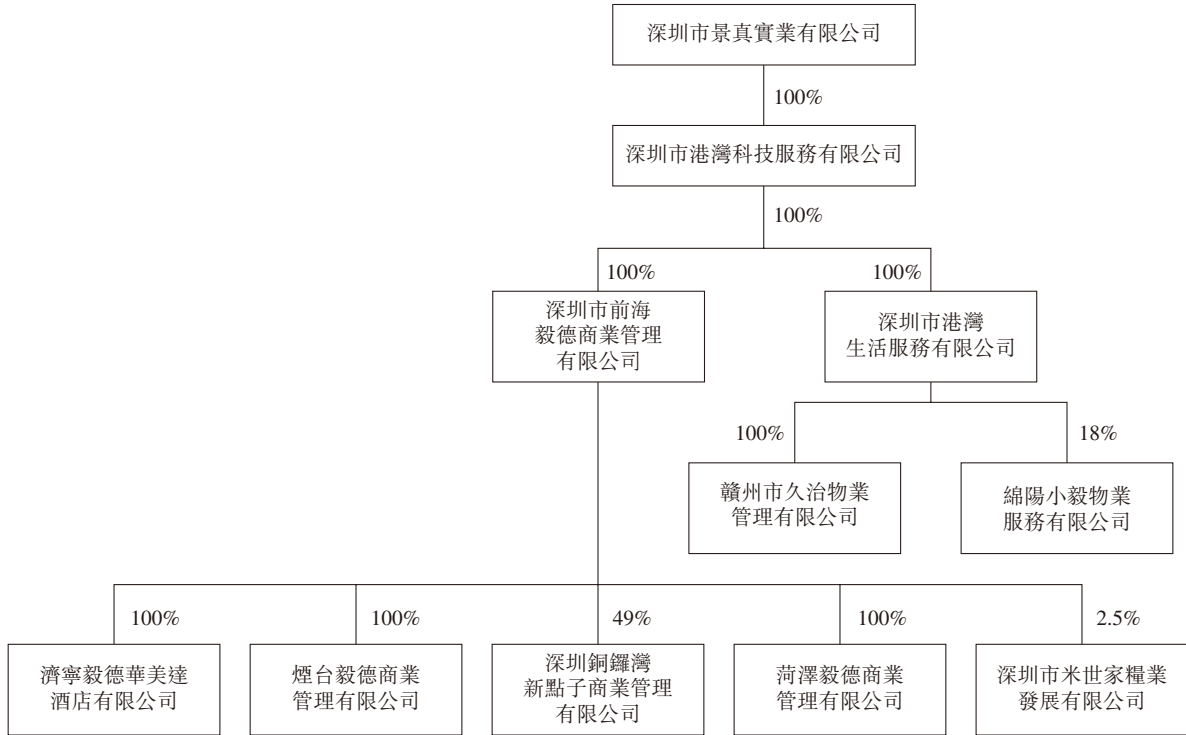 深圳市景真實業有限公司
100%
深圳市港灣科技服務有限公司
100%
100%
100%
深圳市前海
毅德商業管理
有限公司
深圳市港灣
生活服務有限公司
100%
18%
贛州市久治物業
管理有限公司
綿陽小毅物業
服務有限公司
100%
100%
49%
100%
2.5%
濟寧毅德華美達
酒店有限公司
煙台毅德商業
管理有限公司
深圳銅鑼灣
新點子商業管理
有限公司
菏澤毅德商業
管理有限公司
深圳市米世家糧業
發展有限公司